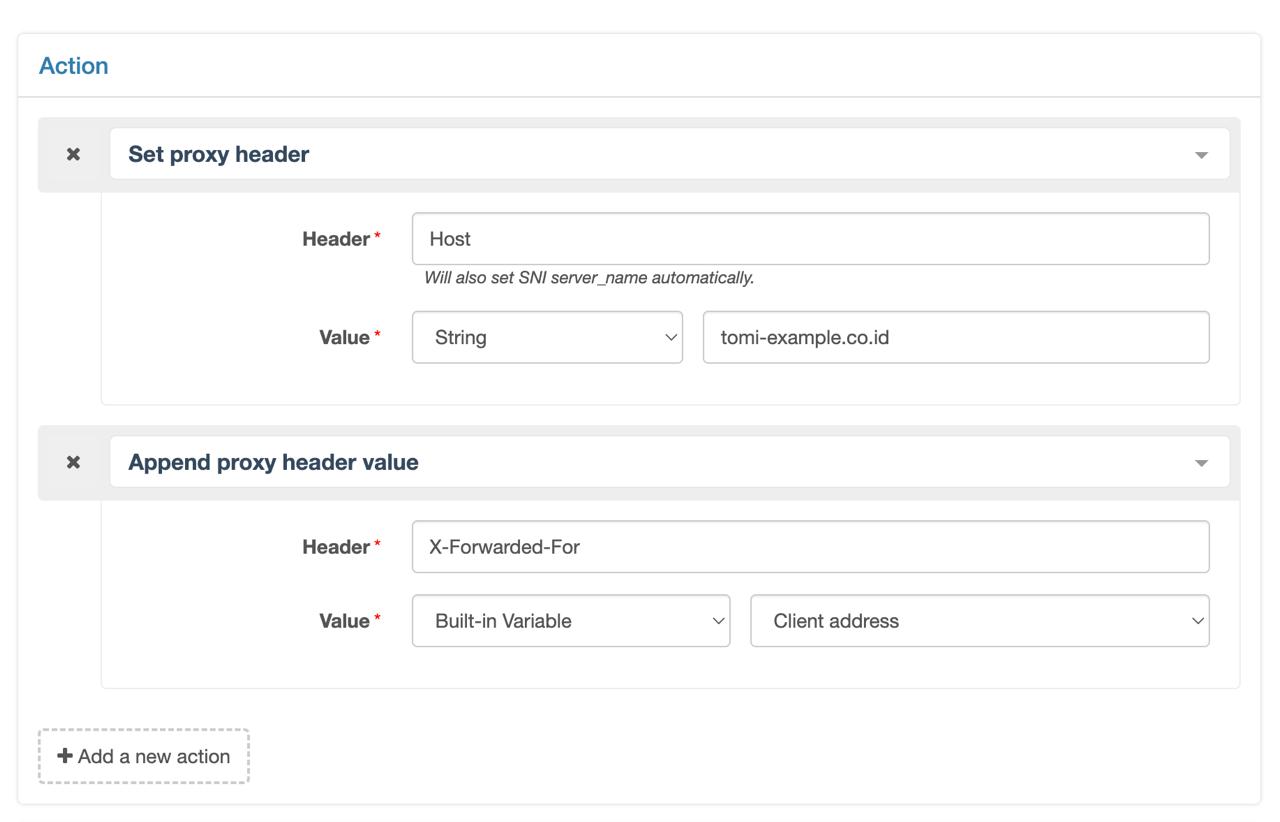 Action
✖ Set proxy header
Header *
Host
Will also set SNI server_name automatically.
Value *
String
tomi-example.co.id
✖ Append proxy header value
Header *
X-Forwarded-For
Value *
Built-in Variable
Client address
+ Add a new action